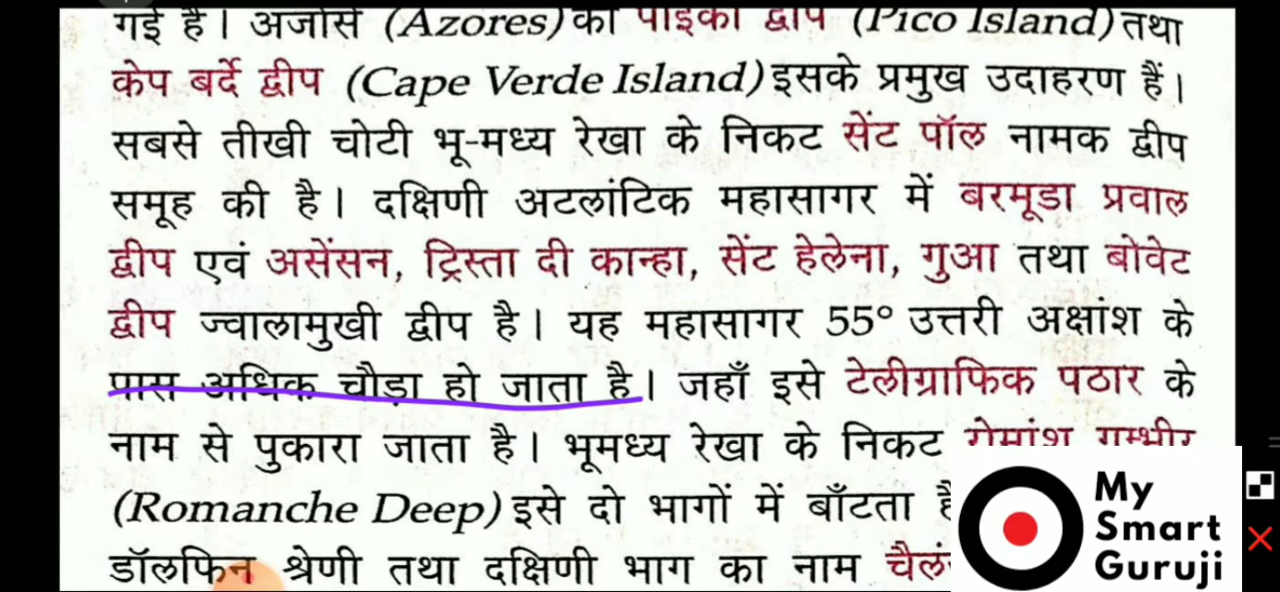 गई है। अजोर्स (Azores) का पाइको द्वीप (Pico Island) तथा
केप बर्दे द्वीप (Cape Verde Island) इसके प्रमुख उदाहरण हैं।
सबसे तीखी चोटी भू-मध्य रेखा के निकट सेंट पॉल नामक द्वीप
समूह की है। दक्षिणी अटलांटिक महासागर में बरमूडा प्रवाल
द्वीप एवं असेंसन, ट्रिस्ता दी कान्हा, सेंट हेलेना, गुआ तथा बोवेट
द्वीप ज्वालामुखी द्वीप है। यह महासागर 55° उत्तरी अक्षांश के
पास अधिक चौड़ा हो जाता है। जहाँ इसे टेलीग्राफिक पठार के
नाम से पुकारा जाता है। भूमध्य रेखा के निकट रोमांश गम्भीर
(Romanche Deep) इसे दो भागों में बाँटता
डॉलफिन श्रेणी तथा दक्षिणी भाग का नाम
My
Smart
Guruji